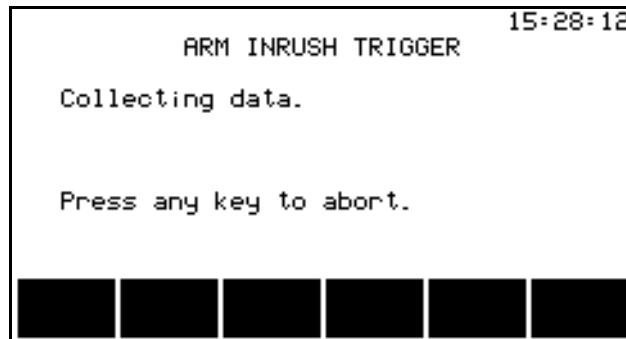 15:28:12
ARM INRUSH TRIGGER
Collecting data.
Press any key to abort.